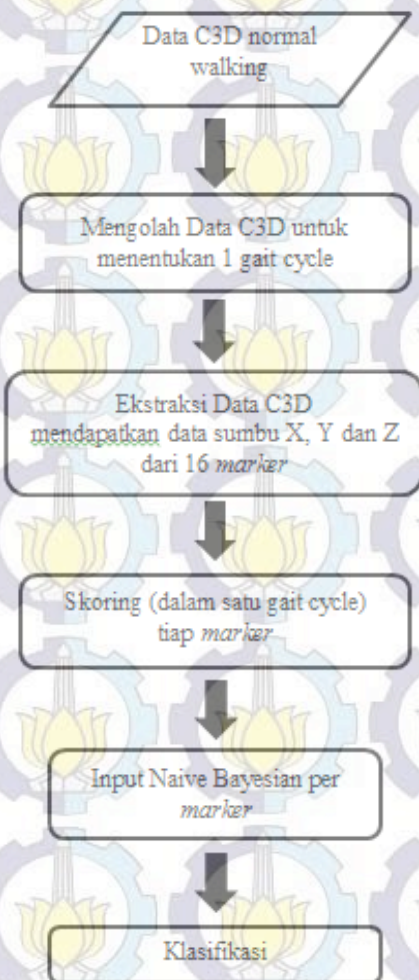 Data C3D normal
walking
Mengolah Data C3D untuk
menentukan 1 gait cycle
Ekstraksi Data C3D
mendapatkan data sumbu X, Y dan Z
dari 16 marker
Skoring (dalam satu gait cycle)
tiap marker
Input Naive Bayesian per
marker
Klasifikasi